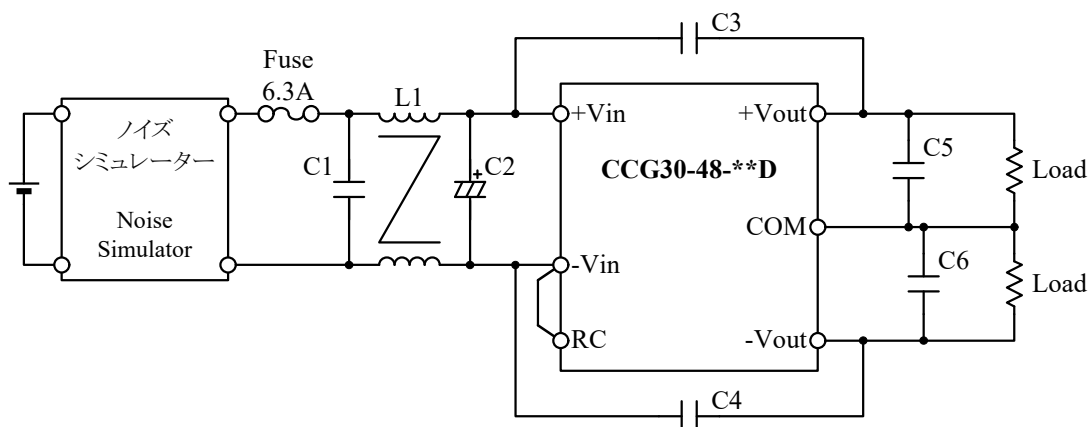 C3
Fuse
6.3A
L1
ノイズ
シミュレーター
Noise
Simulator
C1
C2
+
+Vin
+Vout
CCG30-48-**D
C5
Load
COM
-Vin
C6
Load
RC
-Vout
C4